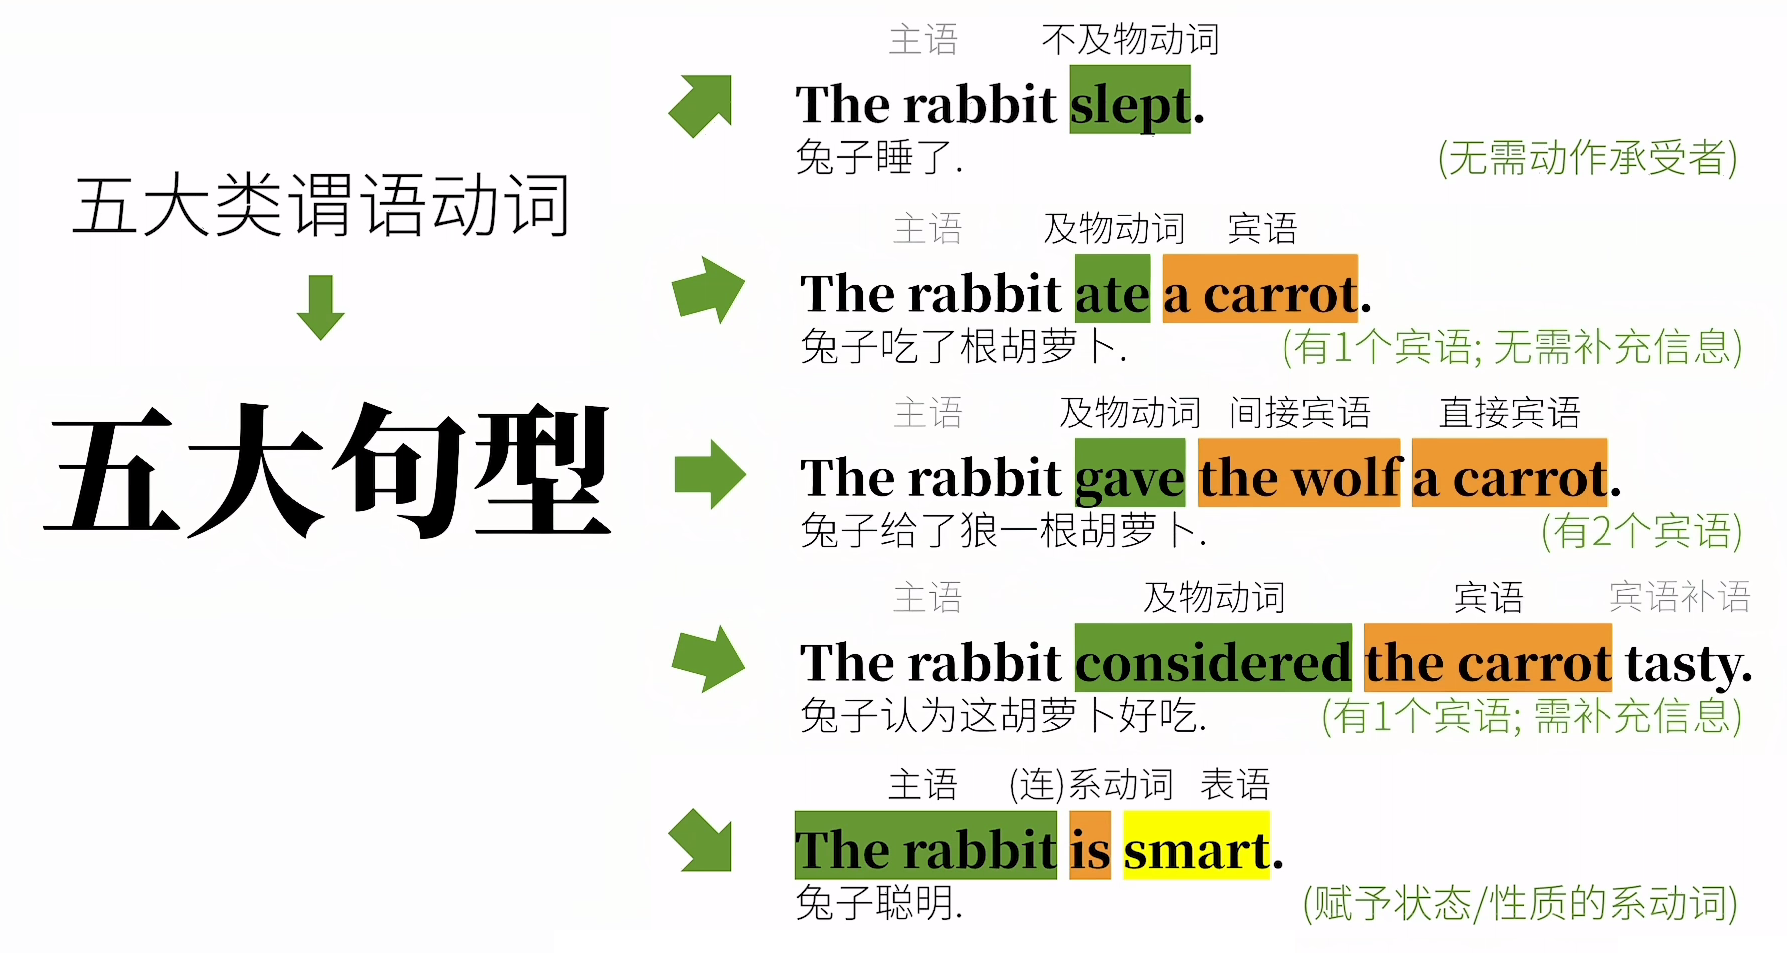 五大类谓语动词
五大句型
主语 不及物动词
The rabbit slept.
兔子睡了. (无需动作承受者)
主语 及物动词 宾语
The rabbit ate a carrot.
兔子吃了根胡萝卜. (有1个宾语; 无需补充信息)
主语 及物动词 间接宾语 直接宾语
The rabbit gave the wolf a carrot.
兔子给了狼一根胡萝卜. (有2个宾语)
主语 及物动词 宾语 宾语补语
The rabbit considered the carrot tasty.
兔子认为这胡萝卜好吃. (有1个宾语; 需补充信息)
主语 (连)系动词 表语
The rabbit is smart.
兔子聪明. (赋予状态/性质的系动词)